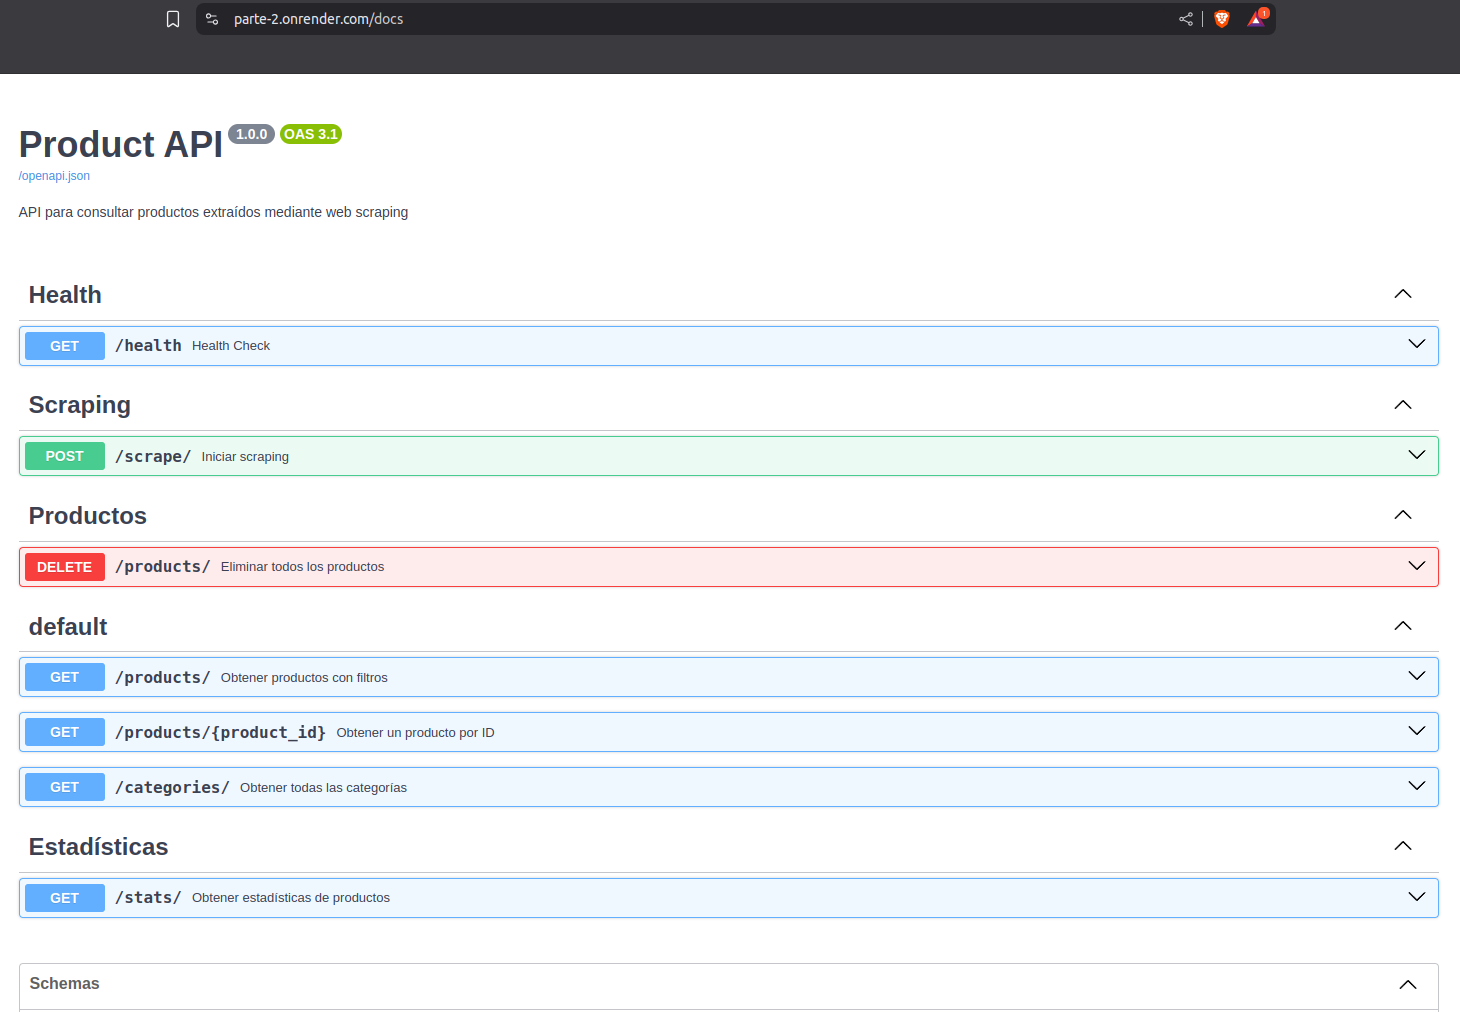 parte-2.onrender.com/docs
Product API 1.0.0 OAS 3.1
/openapi.json
API para consultar productos extraídos mediante web scraping
Health
GET /health Health Check
Scraping
POST /scrape/ Iniciar scraping
Productos
DELETE /products/ Eliminar todos los productos
default
GET /products/ Obtener productos con filtros
GET /products/{product_id} Obtener un producto por ID
GET /categories/ Obtener todas las categorías
Estadísticas
GET /stats/ Obtener estadísticas de productos
Schemas